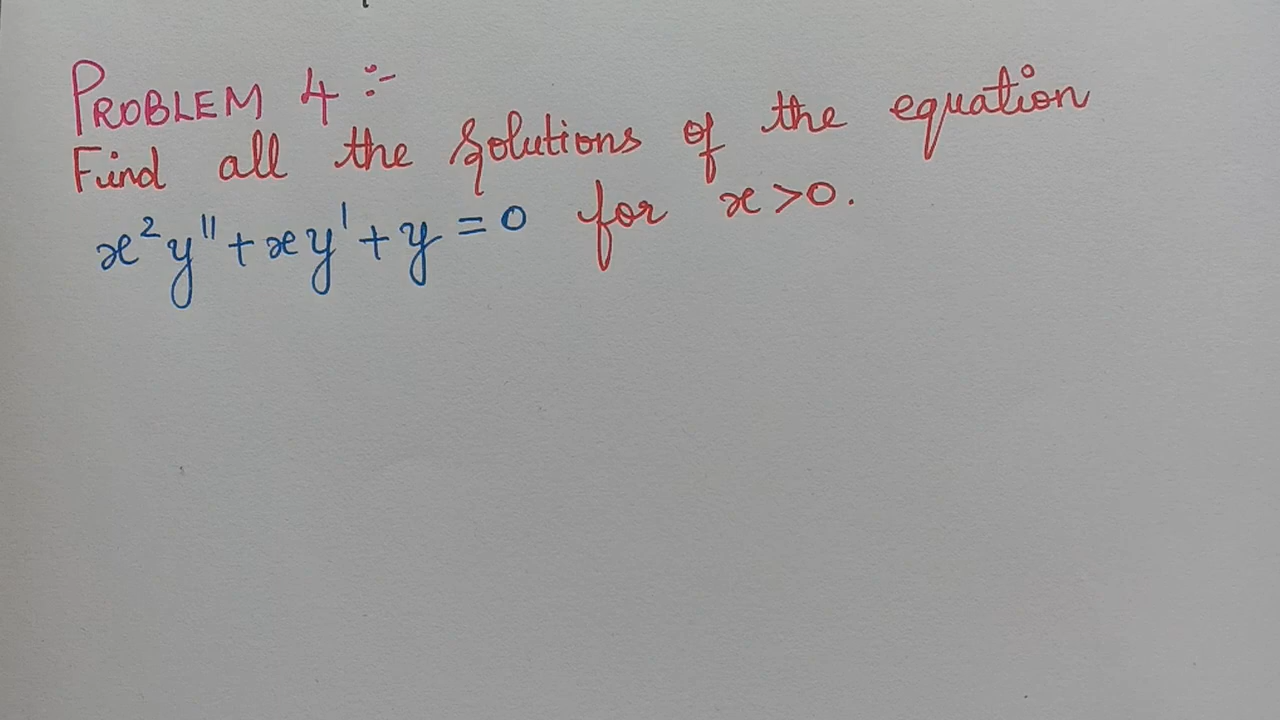 PROBLEM 4 :-
Find all the solutions of the equation
x²y" + xy' + y = 0 for x > 0.